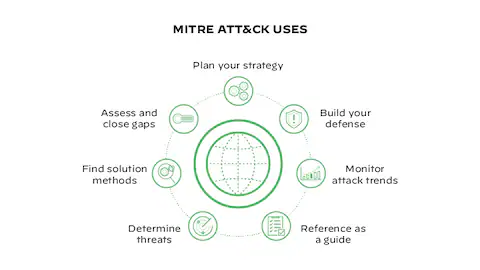 MITRE ATT&CK USES
Plan your strategy
Build your
defense
Monitor
attack trends
Reference as
a guide
Determine
threats
Find solution
methods
Assess and
close gaps